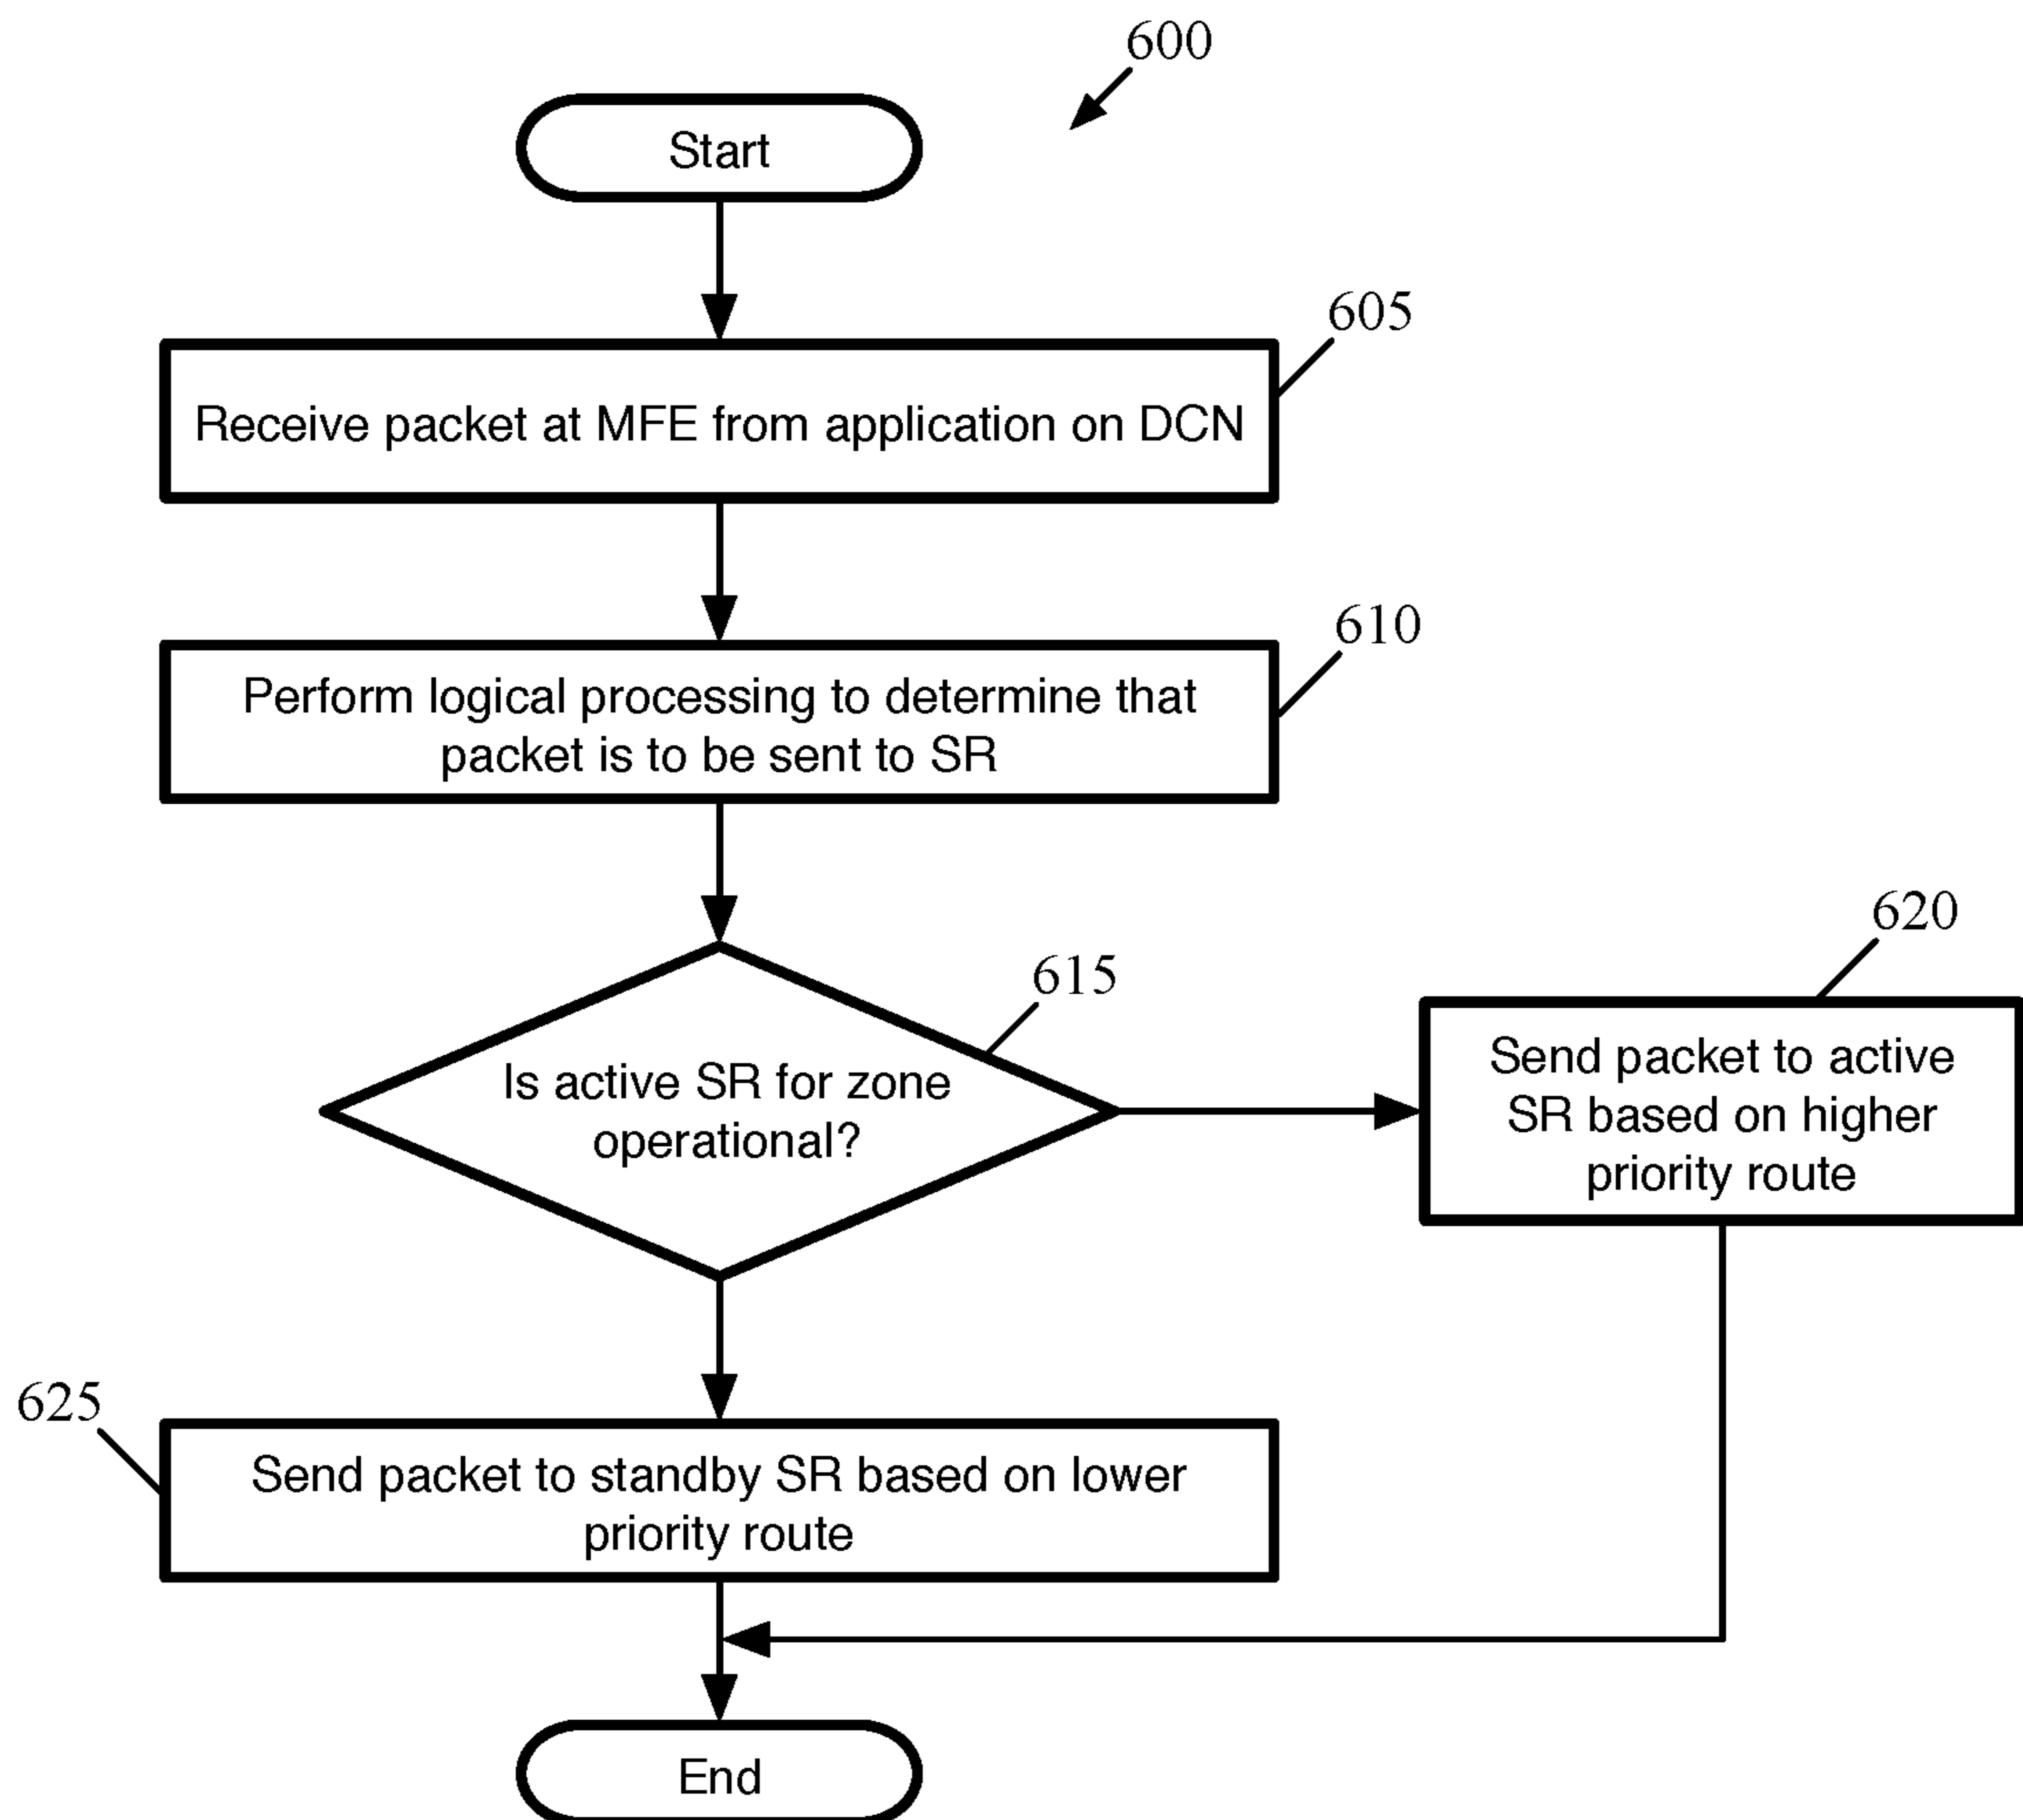 600
Start
605
Receive packet at MFE from application on DCN
610
Perform logical processing to determine that
packet is to be sent to SR
615
Is active SR for zone
operational?
620
Send packet to active
SR based on higher
priority route
625
Send packet to standby SR based on lower
priority route
End